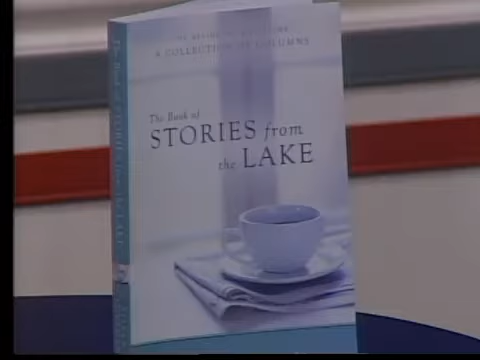 A COLLECTION OF COLUMNS
The Book of
STORIES from
the LAKE